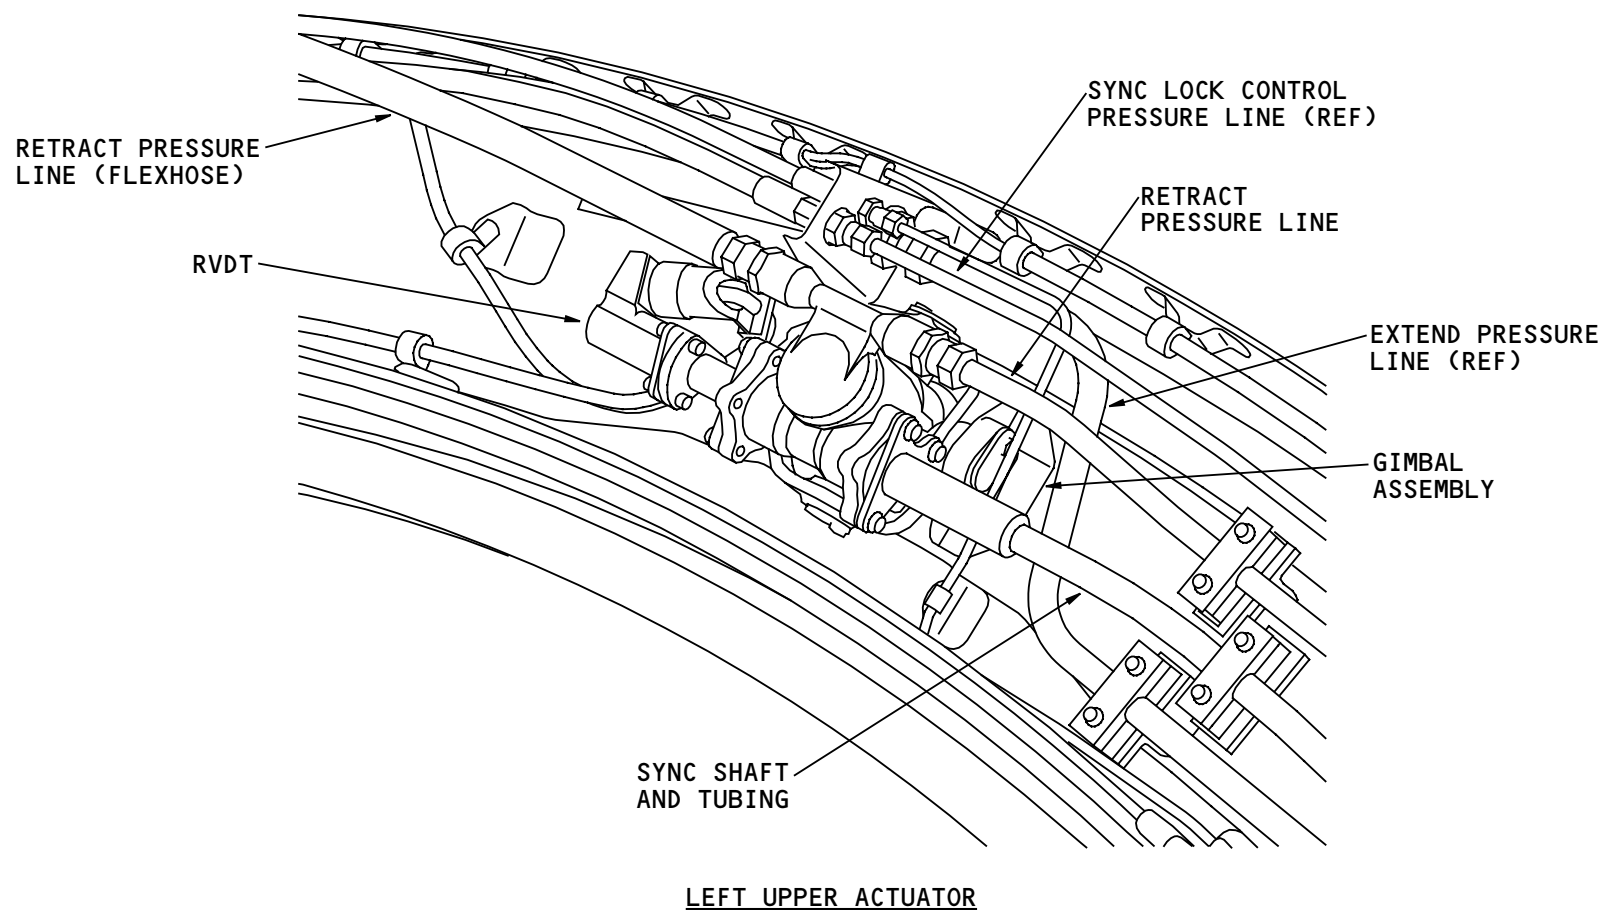 SYNC LOCK CONTROL
PRESSURE LINE (REF)
RETRACT PRESSURE
LINE (FLEXHOSE)
RETRACT
PRESSURE LINE
RVDT
EXTEND PRESSURE
LINE (REF)
GIMBAL
ASSEMBLY
SYNC SHAFT
AND TUBING
LEFT UPPER ACTUATOR